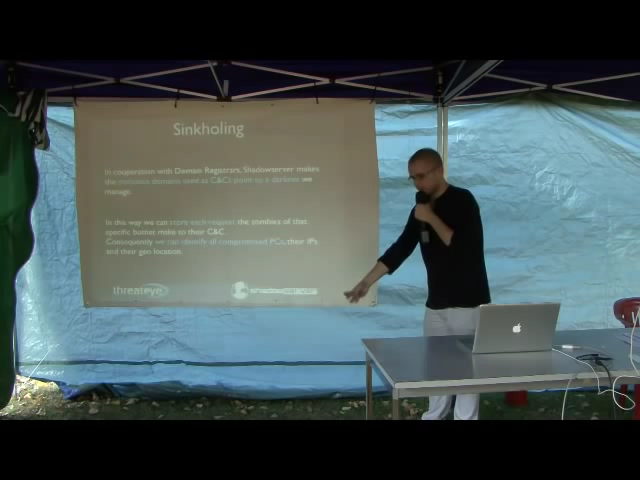 Sinkholing
In cooperation with Domain Registrars, Shadowserver makes
the malicious domains used as C&Cs point to a darknet we
manage.
In this way we can store each request the zombies of that
specific botnet make to their C&C.
Consequently we can identify all compromised PCs, their IPs
and their geo location.
threateye
shadowserver